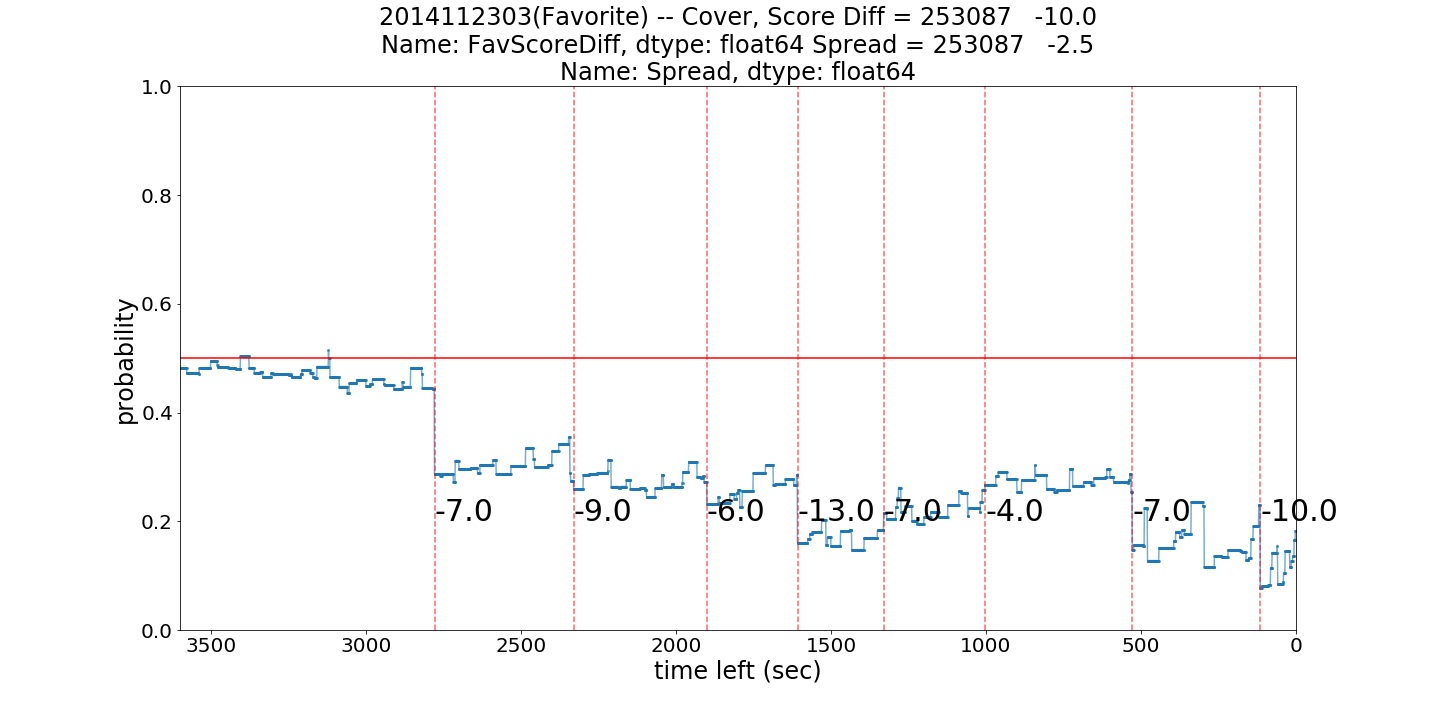 2014112303(Favorite) -- Cover, Score Diff = 253087   -10.0
Name: FavScoreDiff, dtype: float64 Spread = 253087   -2.5
Name: Spread, dtype: float64
1.0
0.8
0.6
0.4
0.2
0.0
probability
-7.0 -9.0 -6.0 -13.0 -7.0 -4.0 -7.0 -10.0
3500 3000 2500 2000 1500 1000 500 0
time left (sec)